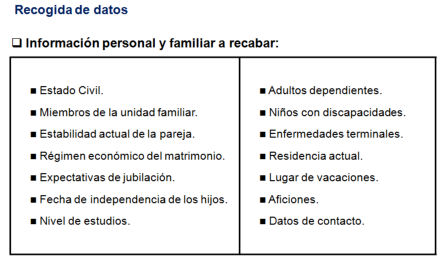 Recogida de datos
❑ Información personal y familiar a recabar:
■ Estado Civil.
■ Miembros de la unidad familiar.
■ Estabilidad actual de la pareja.
■ Régimen económico del matrimonio.
■ Expectativas de jubilación.
■ Fecha de independencia de los hijos.
■ Nivel de estudios.
■ Adultos dependientes.
■ Niños con discapacidades.
■ Enfermedades terminales.
■ Residencia actual.
■ Lugar de vacaciones.
■ Aficiones.
■ Datos de contacto.